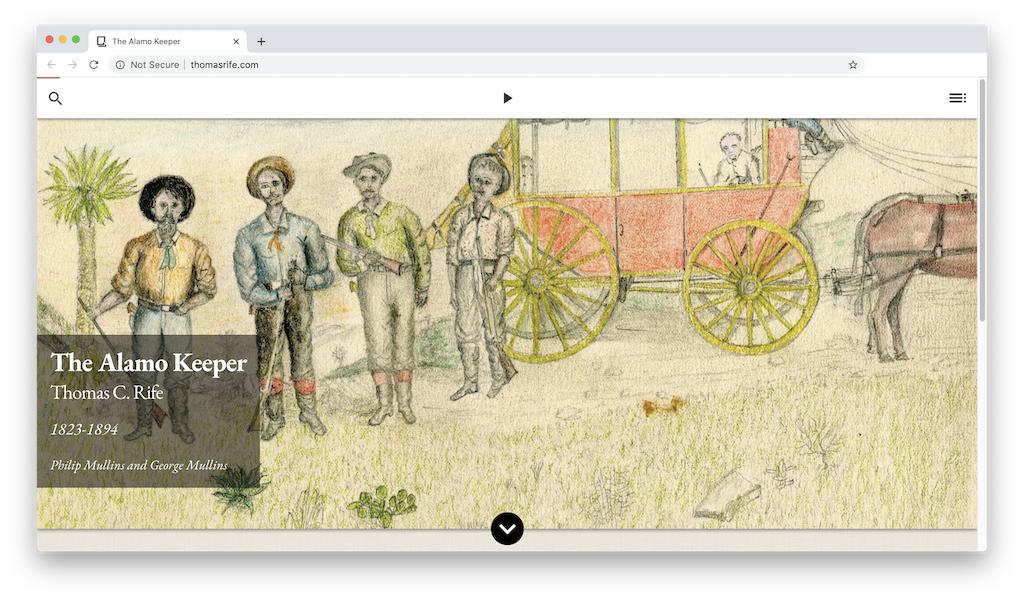 The Alamo Keeper
Not Secure | thomasrife.com
The Alamo Keeper
Thomas C. Rife
1823-1894
Philip Mullins and George Mullins